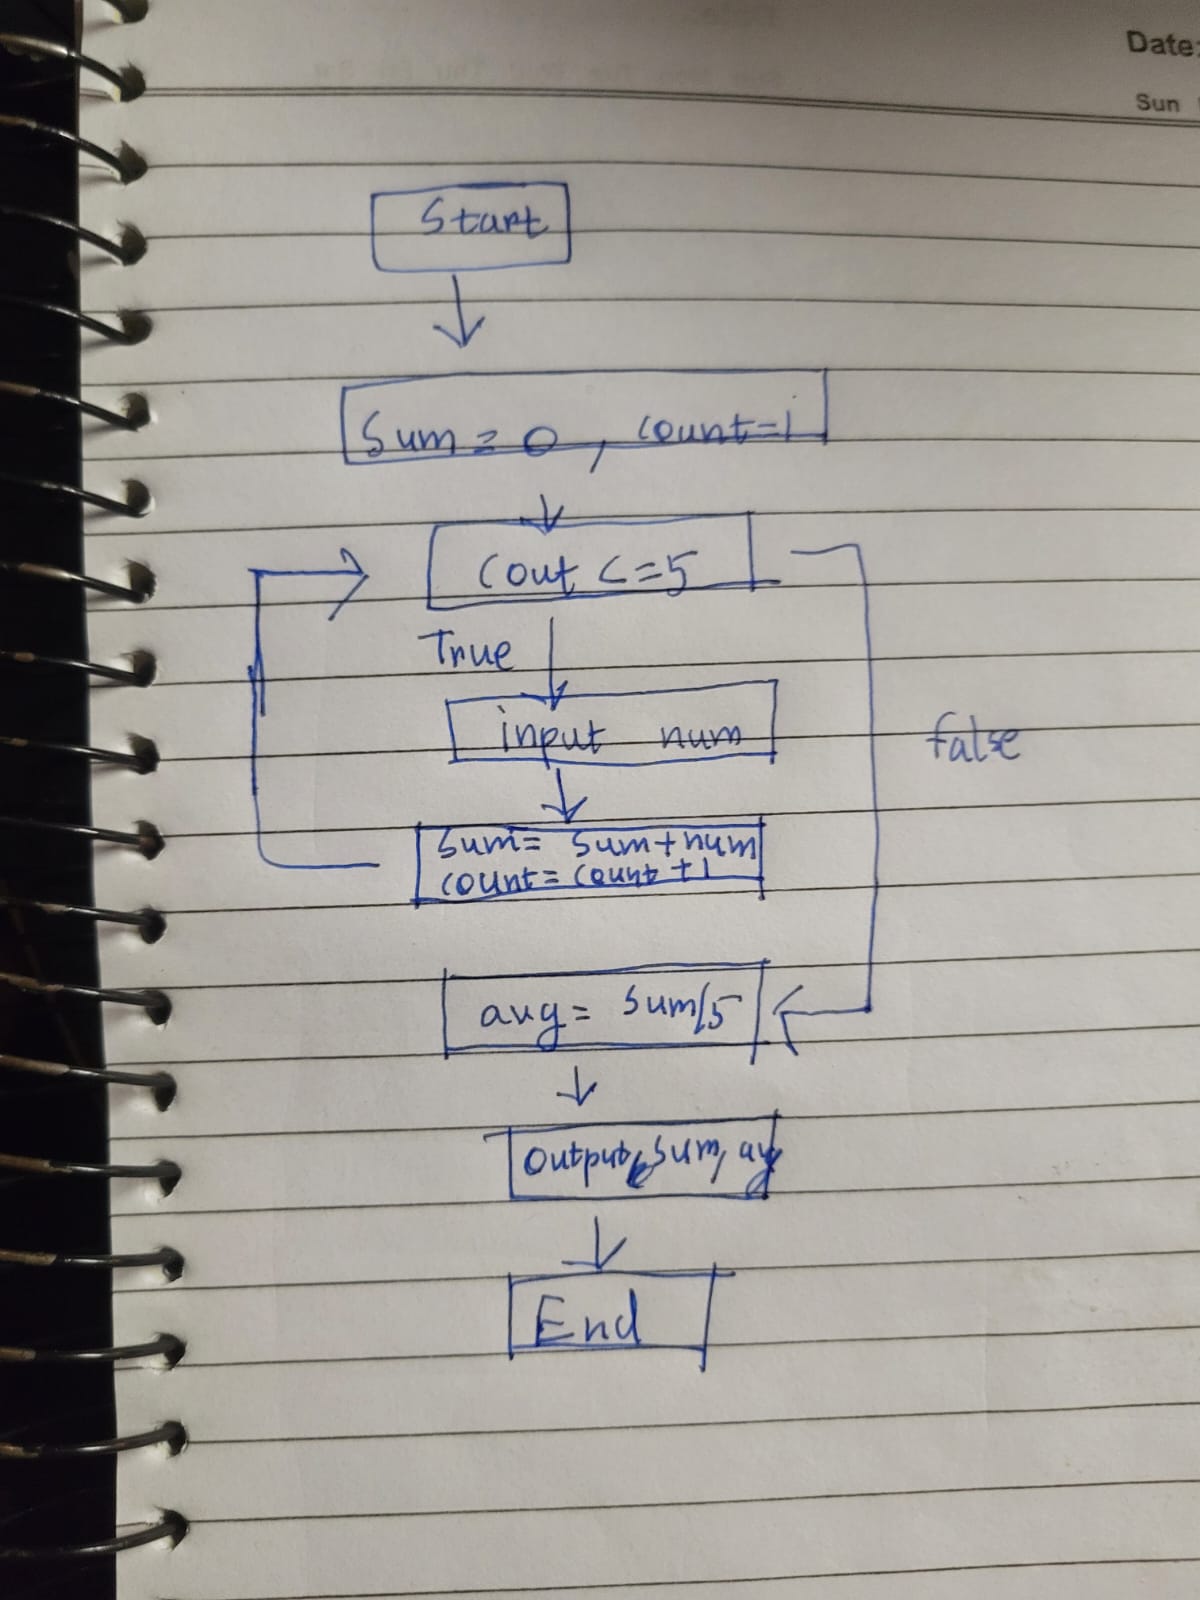 Date:
Sun
Start
Sum = 0, count=1
Cout <=5
True
input num
false
sum= sum+num
count= count +1
avg= sum/5
output sum, avg
End